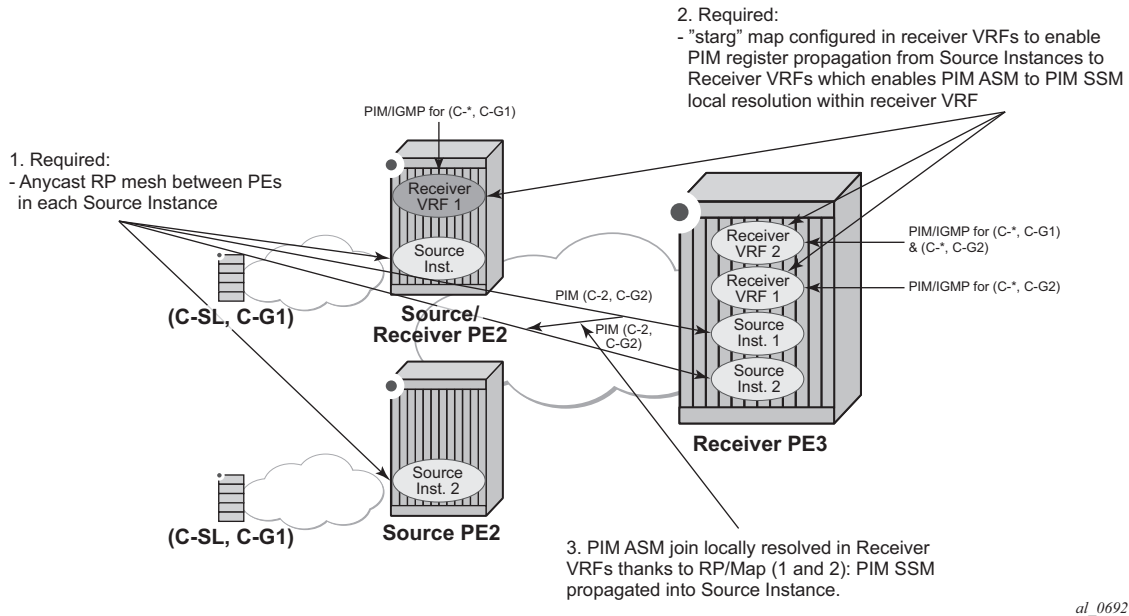 2. Required:
- "starg" map configured in receiver VRFs to enable
PIM register propagation from Source Instances to
Receiver VRFs which enables PIM ASM to PIM SSM
local resolution within receiver VRF
PIM/IGMP for (C-*, C-G1)
1. Required:
- Anycast RP mesh between PEs
in each Source Instance
Receiver
VRF 1
Source
Inst.
(C-SL, C-G1)
Source/
Receiver PE2
PIM (C-2, C-G2)
PIM (C-2,
C-G2)
Receiver
VRF 2
PIM/IGMP for (C-*, C-G1)
& (C-*, C-G2)
Receiver
VRF 1
PIM/IGMP for (C-*, C-G2)
Source
Inst. 1
Source
Inst. 2
Receiver PE3
Source
Inst. 2
(C-SL, C-G1)
Source PE2
3. PIM ASM join locally resolved in Receiver
VRFs thanks to RP/Map (1 and 2): PIM SSM
propagated into Source Instance.
al_0692